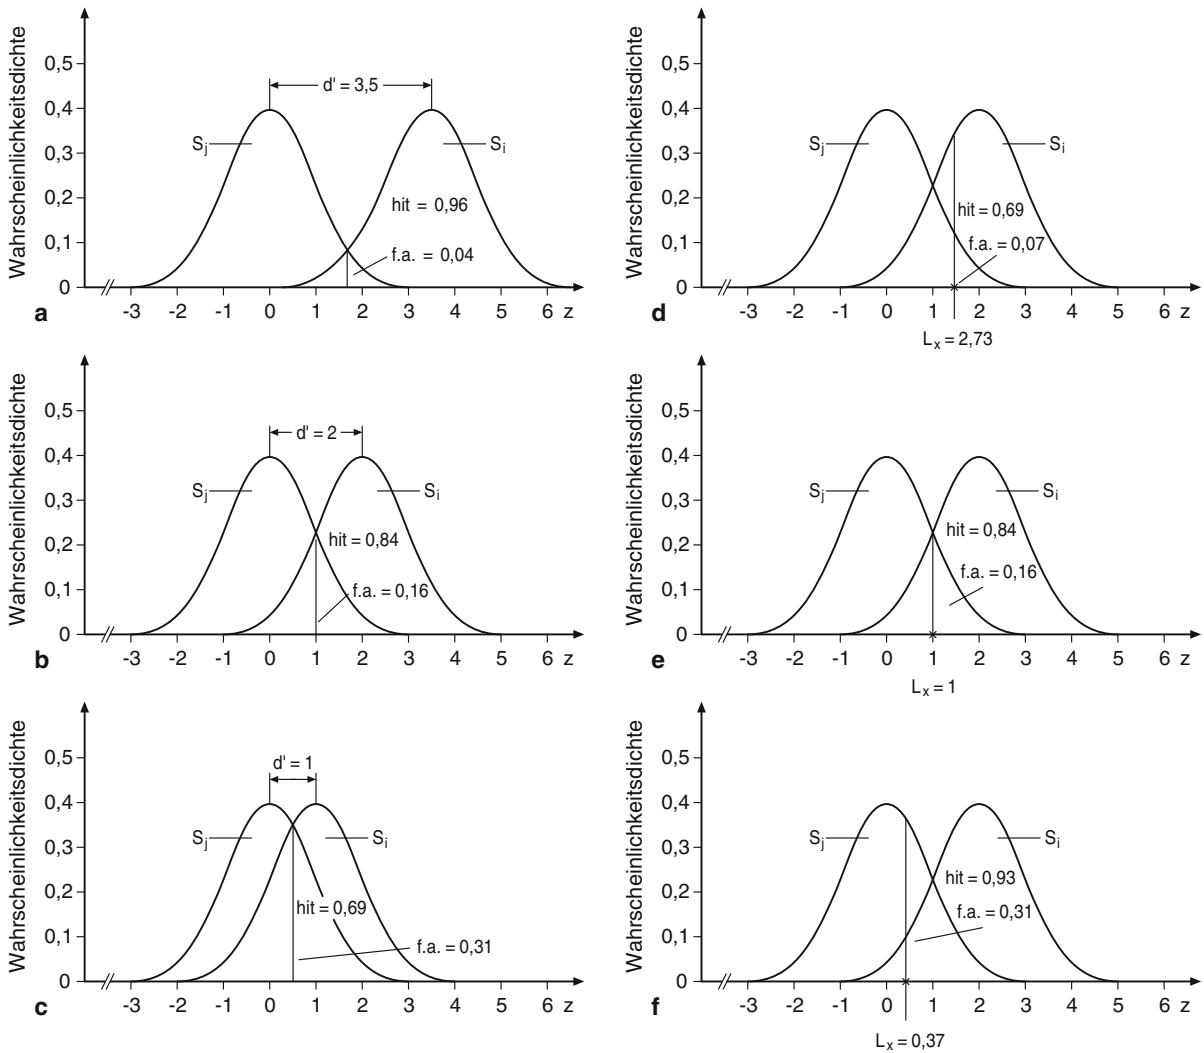 Wahrscheinlichkeitsdichte
0,5
0,4
0,3
0,2
0,1
0
d' = 3,5
Sj
Si
hit = 0,96
f.a. = 0,04
-3 -2 -1 0 1 2 3 4 5 6 z
a
Wahrscheinlichkeitsdichte
0,5
0,4
0,3
0,2
0,1
0
Sj
Si
hit = 0,69
f.a. = 0,07
-3 -2 -1 0 1 2 3 4 5 6 z
d
Lx = 2,73
Wahrscheinlichkeitsdichte
0,5
0,4
0,3
0,2
0,1
0
d' = 2
Sj
Si
hit = 0,84
f.a. = 0,16
-3 -2 -1 0 1 2 3 4 5 6 z
b
Wahrscheinlichkeitsdichte
0,5
0,4
0,3
0,2
0,1
0
Sj
Si
hit = 0,84
f.a. = 0,16
-3 -2 -1 0 1 2 3 4 5 6 z
e
Lx = 1
Wahrscheinlichkeitsdichte
0,5
0,4
0,3
0,2
0,1
0
d' = 1
Sj
Si
hit = 0,69
f.a. = 0,31
-3 -2 -1 0 1 2 3 4 5 6 z
c
Wahrscheinlichkeitsdichte
0,5
0,4
0,3
0,2
0,1
0
Sj
Si
hit = 0,93
f.a. = 0,31
-3 -2 -1 0 1 2 3 4 5 6 z
f
Lx = 0,37